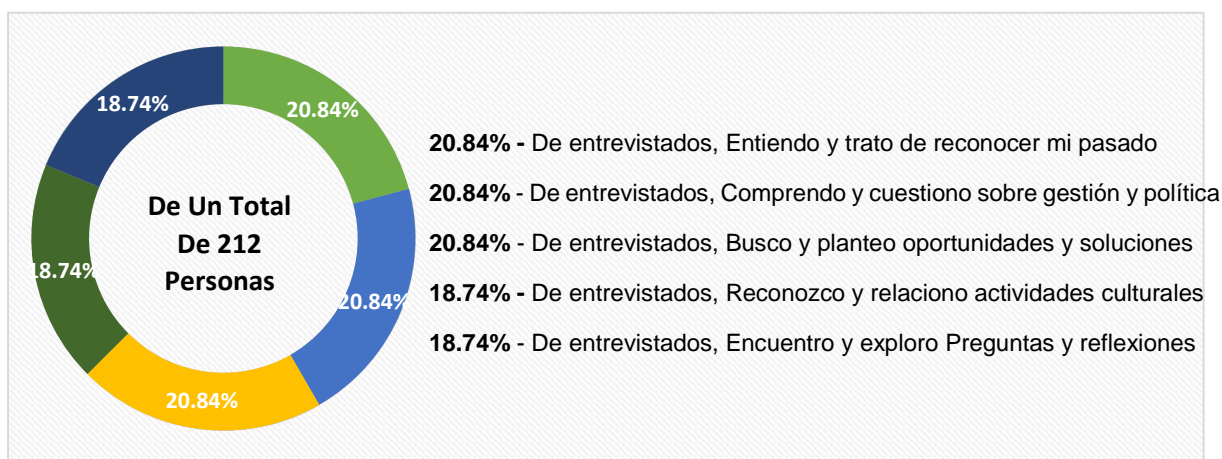 18.74%
20.84%
20.84%
20.84%
18.74%
De Un Total
De 212
Personas
20.84% - De entrevistados, Entiendo y trato de reconocer mi pasado
20.84% - De entrevistados, Comprendo y cuestiono sobre gestión y política
20.84% - De entrevistados, Busco y planteo oportunidades y soluciones
18.74% - De entrevistados, Reconozco y relaciono actividades culturales
18.74% - De entrevistados, Encuentro y exploro Preguntas y reflexiones